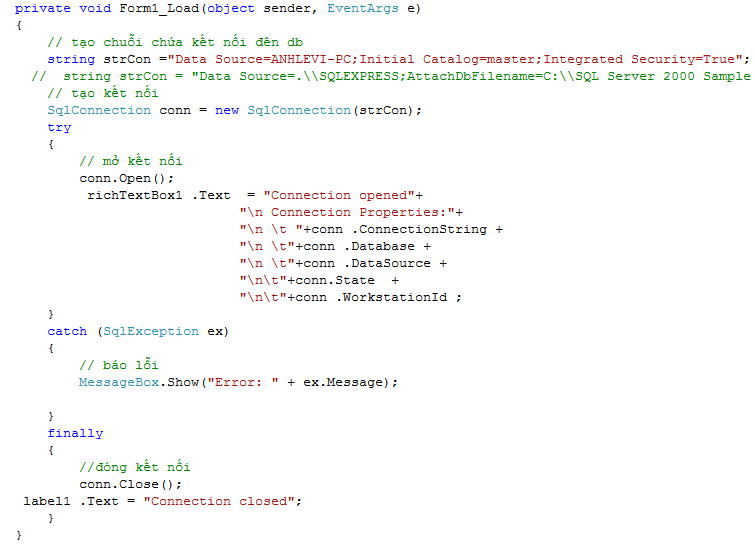 private void Form1_Load(object sender, EventArgs e)
{
// tạo chuỗi chứa kết nối đên db
string strCon ="Data Source=ANHLEVI-PC;Initial Catalog=master;Integrated Security=True";
// string strCon = "Data Source=.\\SQLEXPRESS;AttachDbFilename=C:\\SQL Server 2000 Sample
// tạo kết nối
SqlConnection conn = new SqlConnection(strCon);
try
{
// mở kết nối
conn.Open();
richTextBox1 .Text = "Connection opened"+
"\n Connection Properties:"+
"\n \t "+conn .ConnectionString +
"\n \t"+conn .Database +
"\n \t"+conn .DataSource +
"\n\t"+conn.State +
"\n\t"+conn .WorkstationId ;
}
catch (SqlException ex)
{
// báo lỗi
MessageBox.Show("Error: " + ex.Message);
}
finally
{
//đóng kết nối
conn.Close();
label1 .Text = "Connection closed";
}
}